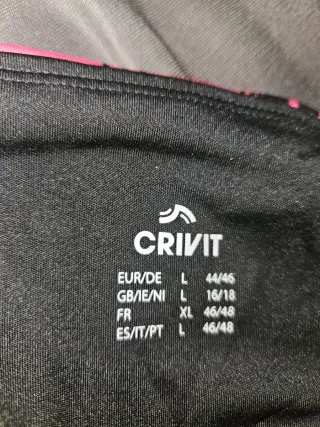 CRIVIT
EUR/DE L 44/46
GB/IE/NI L 16/18
FR XL 46/48
ES/IT/PT L 46/48